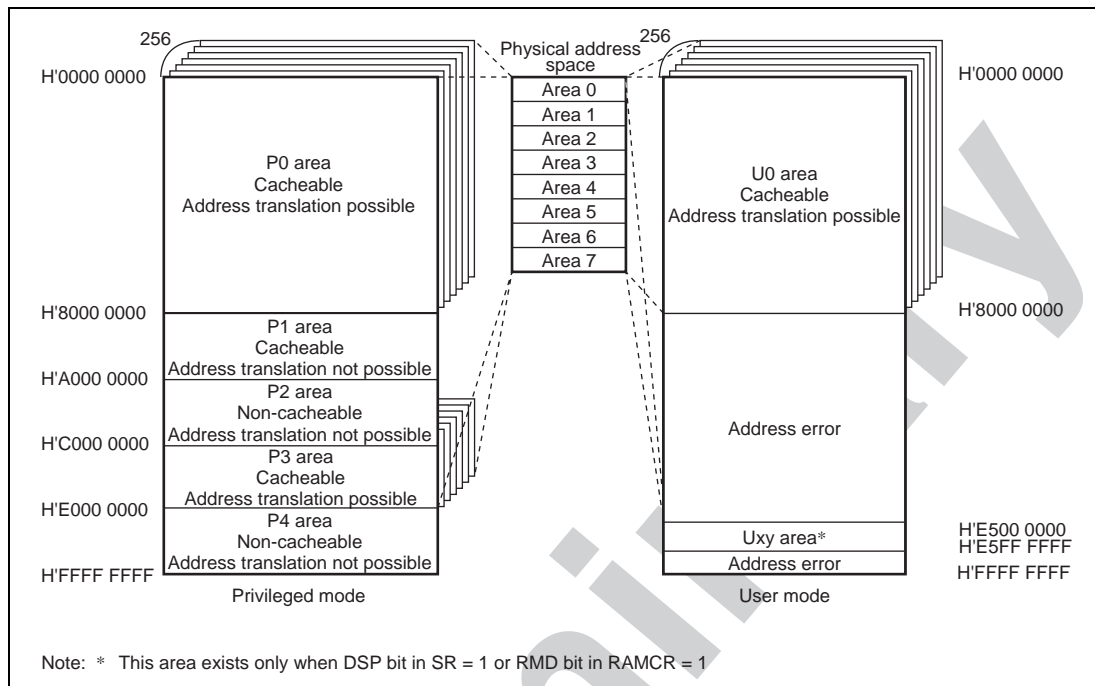 256
H'0000 0000
P0 area
Cacheable
Address translation possible
H'8000 0000
P1 area
Cacheable
Address translation not possible
H'A000 0000
P2 area
Non-cacheable
Address translation not possible
H'C000 0000
P3 area
Cacheable
Address translation possible
H'E000 0000
P4 area
Non-cacheable
Address translation not possible
H'FFFF FFFF
Privileged mode
Physical address
space
Area 0
Area 1
Area 2
Area 3
Area 4
Area 5
Area 6
Area 7
256
H'0000 0000
U0 area
Cacheable
Address translation possible
H'8000 0000
Address error
H'E500 0000
Uxy area*
H'E5FF FFFF
Address error
H'FFFF FFFF
User mode
Note: * This area exists only when DSP bit in SR = 1 or RMD bit in RAMCR = 1